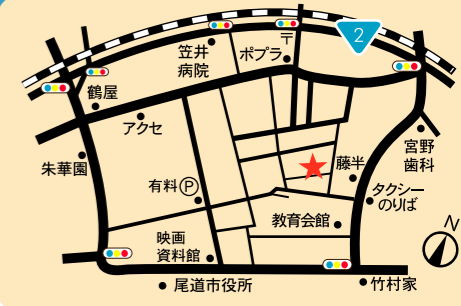 2
〒
笠井
病院
ポプラ
鶴屋
アクセ
宮野
歯科
朱華園
藤半
有料Ⓟ
タクシー
のりば
教育会館
映画
資料館
尾道市役所
竹村家
N